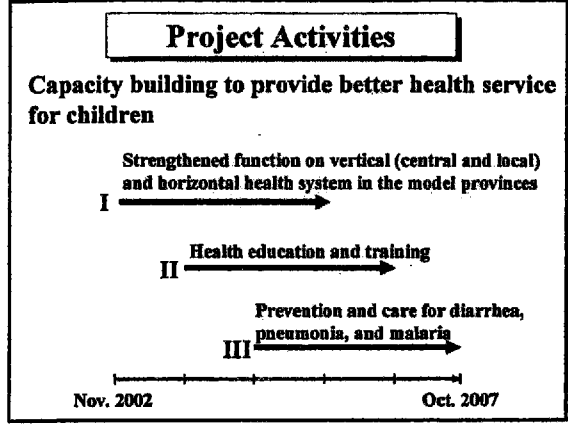 Project Activities
Capacity building to provide better health service
for children
Strengthened function on vertical (central and local)
and horizontal health system in the model provinces
I
Health education and training
II
Prevention and care for diarrhea,
pneumonia, and malaria
III
Nov. 2002
Oct. 2007